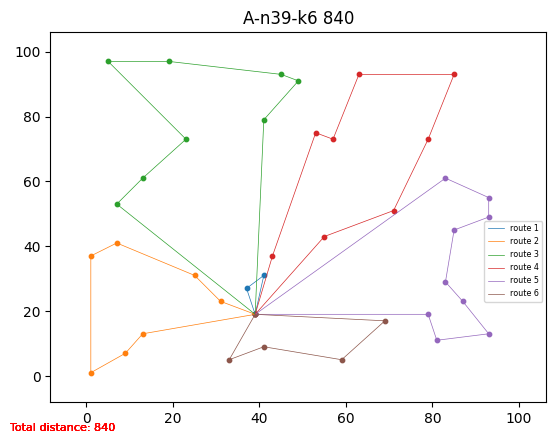 A-n39-k6 840
100
80
60
40
20
0
route 1
route 2
route 3
route 4
route 5
route 6
0 20 40 60 80 100
Total distance: 840